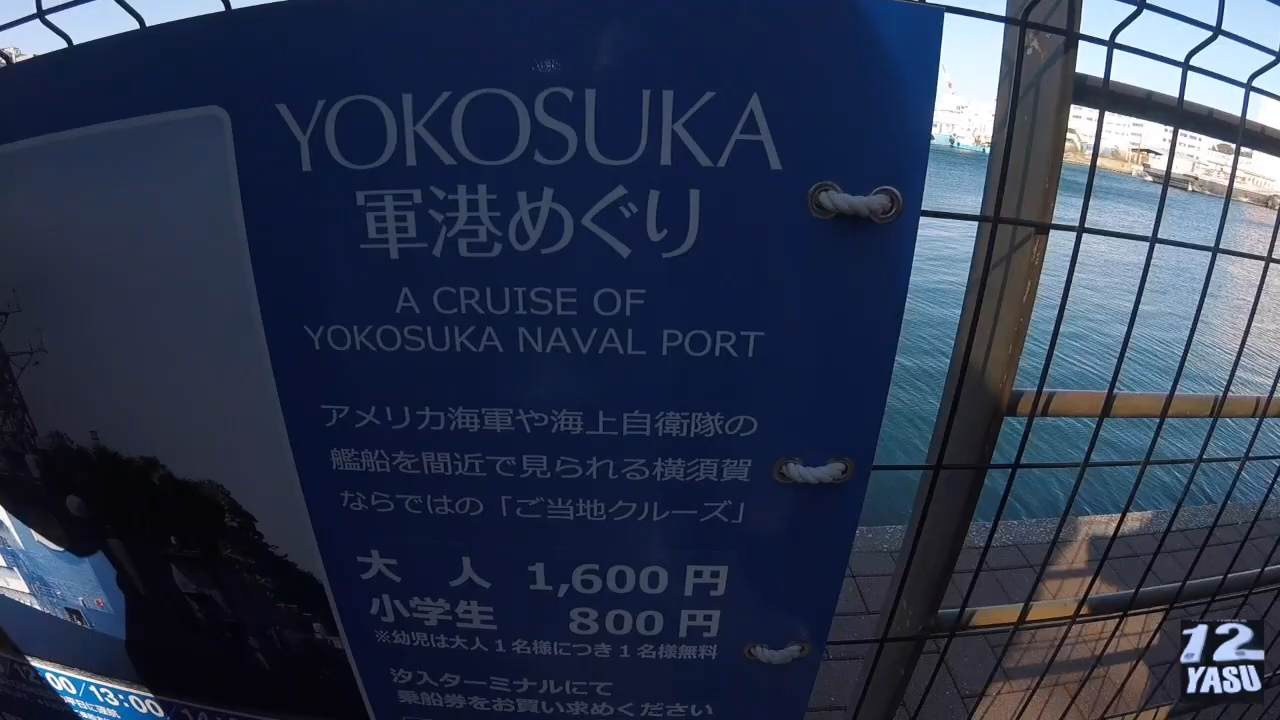 YOKOSUKA
軍港めぐり
A CRUISE OF
YOKOSUKA NAVAL PORT
アメリカ海軍や海上自衛隊の
艦船を間近で見られる横須賀
ならではの「ご当地クルーズ」
大 人 1,600 円
小学生 800 円
※幼児は大人1名様につき1名様無料
汐入ターミナルにて
乗船券をお買い求めください
00/13:00
12
YASU